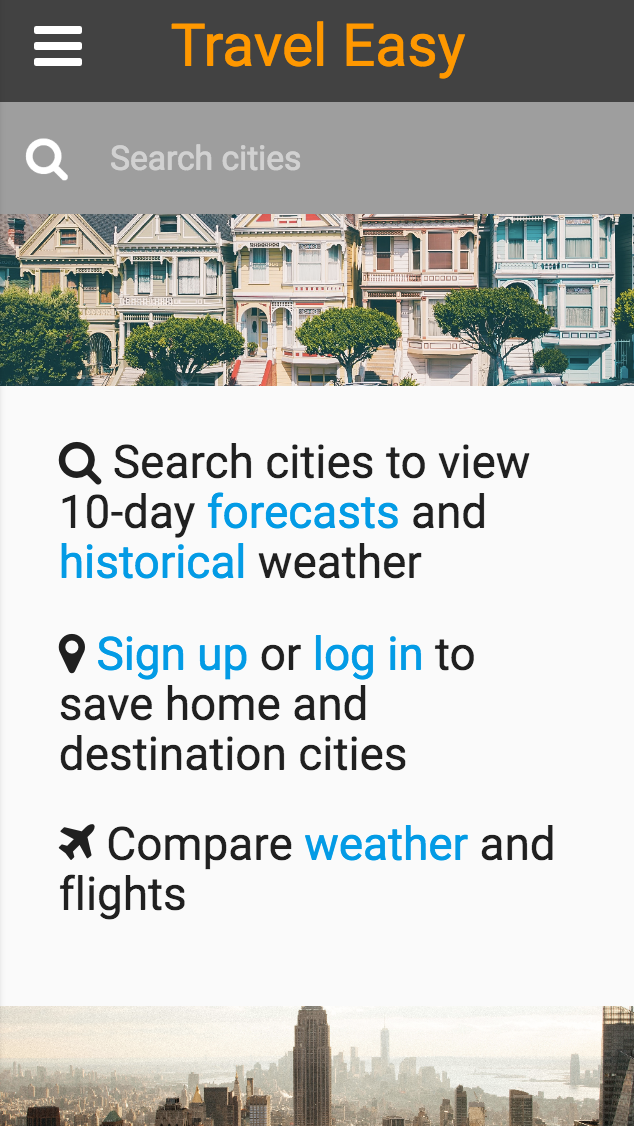 Travel Easy
Search cities
Search cities to view
10-day forecasts and
historical weather
Sign up or log in to
save home and
destination cities
Compare weather and
flights